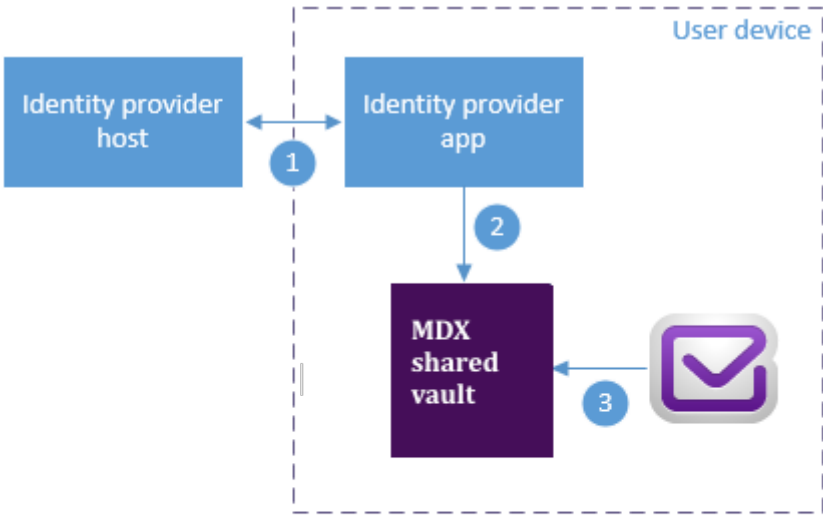 User device
Identity provider
host
Identity provider
app
1
2
MDX
shared
vault
3